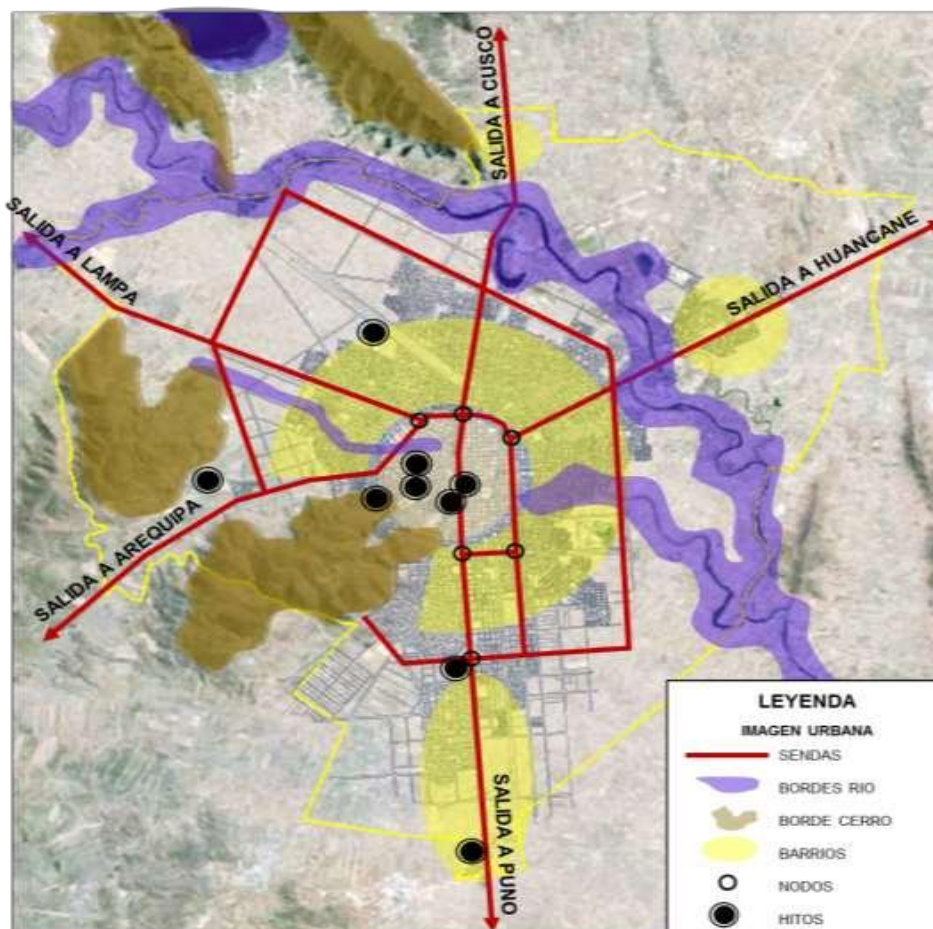 SALIDA A CUSCO
SALIDA A LAMPA
SALIDA A HUANCANE
SALIDA A AREQUIPA
SALIDA A PUNO
LEYENDA
IMAGEN URBANA
SENDAS
BORDES RIO
BORDE CERRO
BARRIOS
NODOS
HITOS